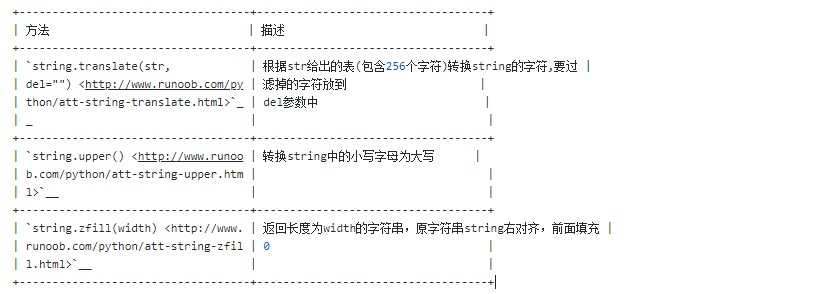 +--------------------------------+--------------------------------+
| 方法 | 描述 |
+--------------------------------+--------------------------------+
| `string.translate(str, | 根据str给出的表(包含256个字符)转换string的字符,要过 |
| del="") <http://www.runoob.com/py | 滤掉的字符放到 |
| thon/att-string-translate.html>`_ | del参数中 |
| _ | |
+--------------------------------+--------------------------------+
| `string.upper() <http://www.runoo | 转换string中的小写字母为大写 |
| b.com/python/att-string-upper.htm | |
| l>`__ | |
+--------------------------------+--------------------------------+
| `string.zfill(width) <http://www. | 返回长度为width的字符串，原字符串string右对齐，前面填充 |
| runoob.com/python/att-string-zfil | 0 |
| l.html>`__ | |
+--------------------------------+--------------------------------+